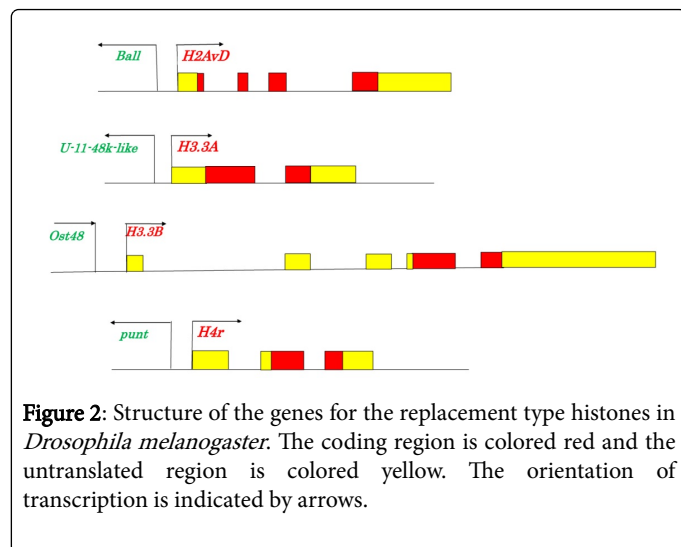 Ball H2AvD
U-11-48k-like H3.3A
Ost48 H3.3B
punt H4r
Figure 2: Structure of the genes for the replacement type histones in
Drosophila melanogaster. The coding region is colored red and the
untranslated region is colored yellow. The orientation of
transcription is indicated by arrows.